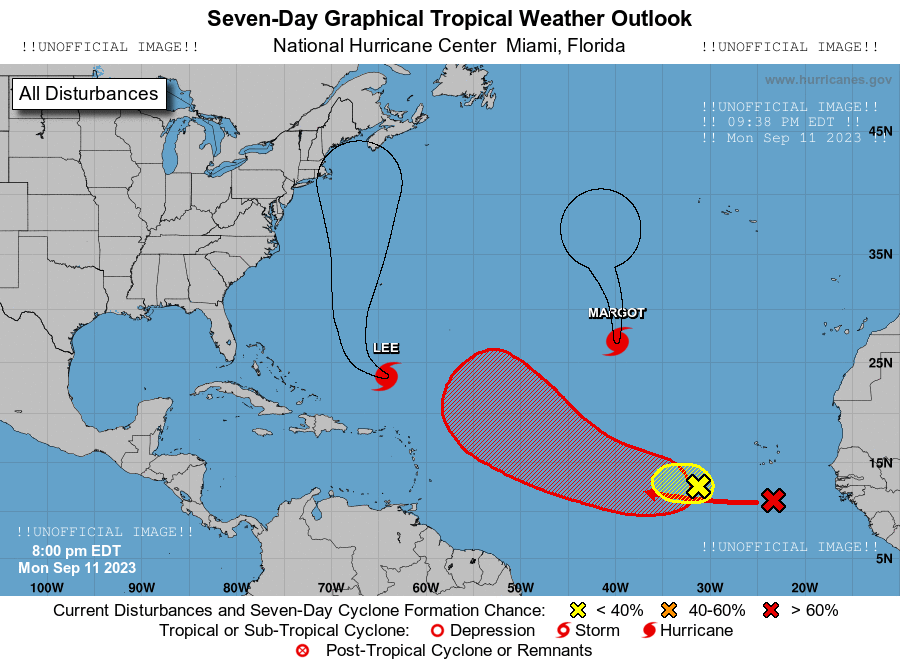 Seven-Day Graphical Tropical Weather Outlook
!!UNOFFICIAL IMAGE!! National Hurricane Center Miami, Florida !!UNOFFICIAL IMAGE!!
www.hurricanes.gov
All Disturbances
!!UNOFFICIAL IMAGE!!
!! 09:38 PM EDT !!
!! Mon Sep 11 2023 !!
45N
35N
MARGOT
LEE
25N
15N
!!UNOFFICIAL IMAGE!!
8:00 pm EDT
Mon Sep 11 2023
!!UNOFFICIAL IMAGE!!
5N
100W 90W 80W 70W 60W 50W 40W 30W 20W
Current Disturbances and Seven-Day Cyclone Formation Chance: < 40% 40-60% > 60%
Tropical or Sub-Tropical Cyclone: Depression Storm Hurricane
Post-Tropical Cyclone or Remnants